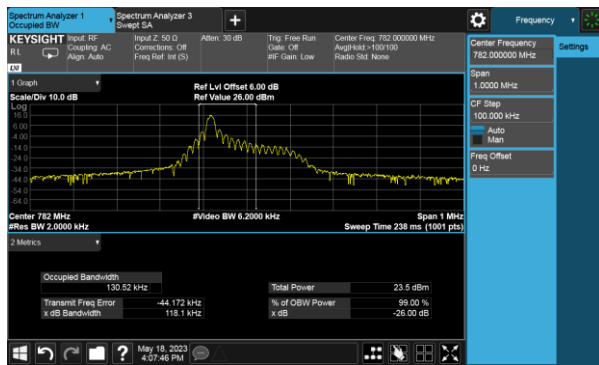 Spectrum Analyzer 1
Occupied BW
Spectrum Analyzer 3
Swept SA
Frequency
KEYSIGHT
RL
Input: RF
Coupling: AC
Align: Auto
Input Z: 50 Ω
Corrections: Off
Freq Ref: Int (S)
Atten: 30 dB
Trig: Free Run
Gate: Off
#IF Gain: Low
Center Freq: 782.000000 MHz
Avg|Hold:>100/100
Radio Std: None
Center Frequency
782.000000 MHz
Settings
Span
1.0000 MHz
CF Step
100.000 kHz
Auto
Man
Freq Offset
0 Hz
1 Graph
Scale/Div 10.0 dB
Ref Lvl Offset 6.00 dB
Ref Value 26.00 dBm
Log
16.0
6.00
-4.00
-14.0
-24.0
-34.0
-44.0
-54.0
-64.0
Center 782 MHz
#Video BW 6.2000 kHz
Span 1 MHz
#Res BW 2.0000 kHz
Sweep Time 238 ms (1001 pts)
2 Metrics
Occupied Bandwidth
130.52 kHz
Total Power 23.5 dBm
Transmit Freq Error -44.172 kHz
% of OBW Power 99.00 %
x dB Bandwidth 118.1 kHz
x dB -26.00 dB
May 18, 2023
4:07:46 PM